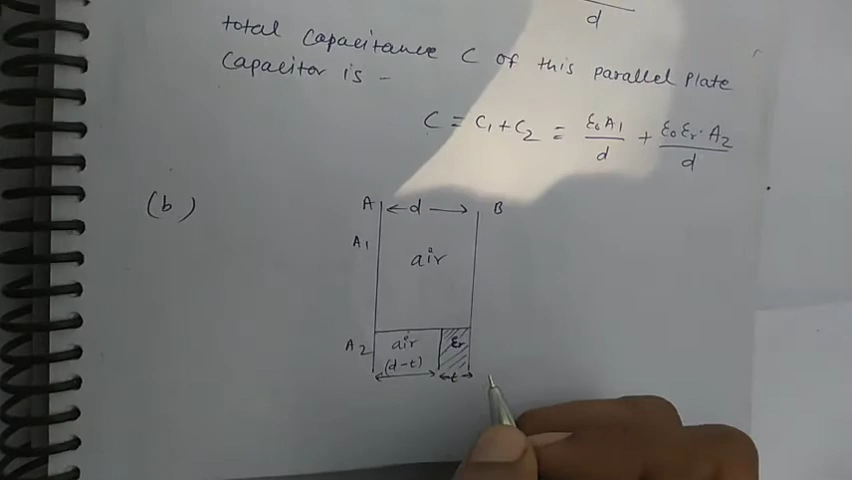 d
total Capacitance C of this parallel plate
Capacitor is -
C = C₁+C₂ = ε₀A₁/d + ε₀εᵣ.A₂/d
(b)
A ←d→ B
A₁
air
A₂ air εᵣ
(d-t) t